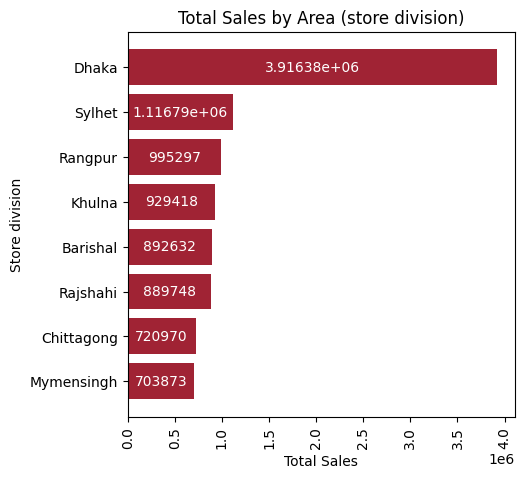 Total Sales by Area (store division)
Store division
Dhaka 3.91638e+06
Sylhet 1.11679e+06
Rangpur 995297
Khulna 929418
Barishal 892632
Rajshahi 889748
Chittagong 720970
Mymensingh 703873
0.0 0.5 1.0 1.5 2.0 2.5 3.0 3.5 4.0
Total Sales
1e6